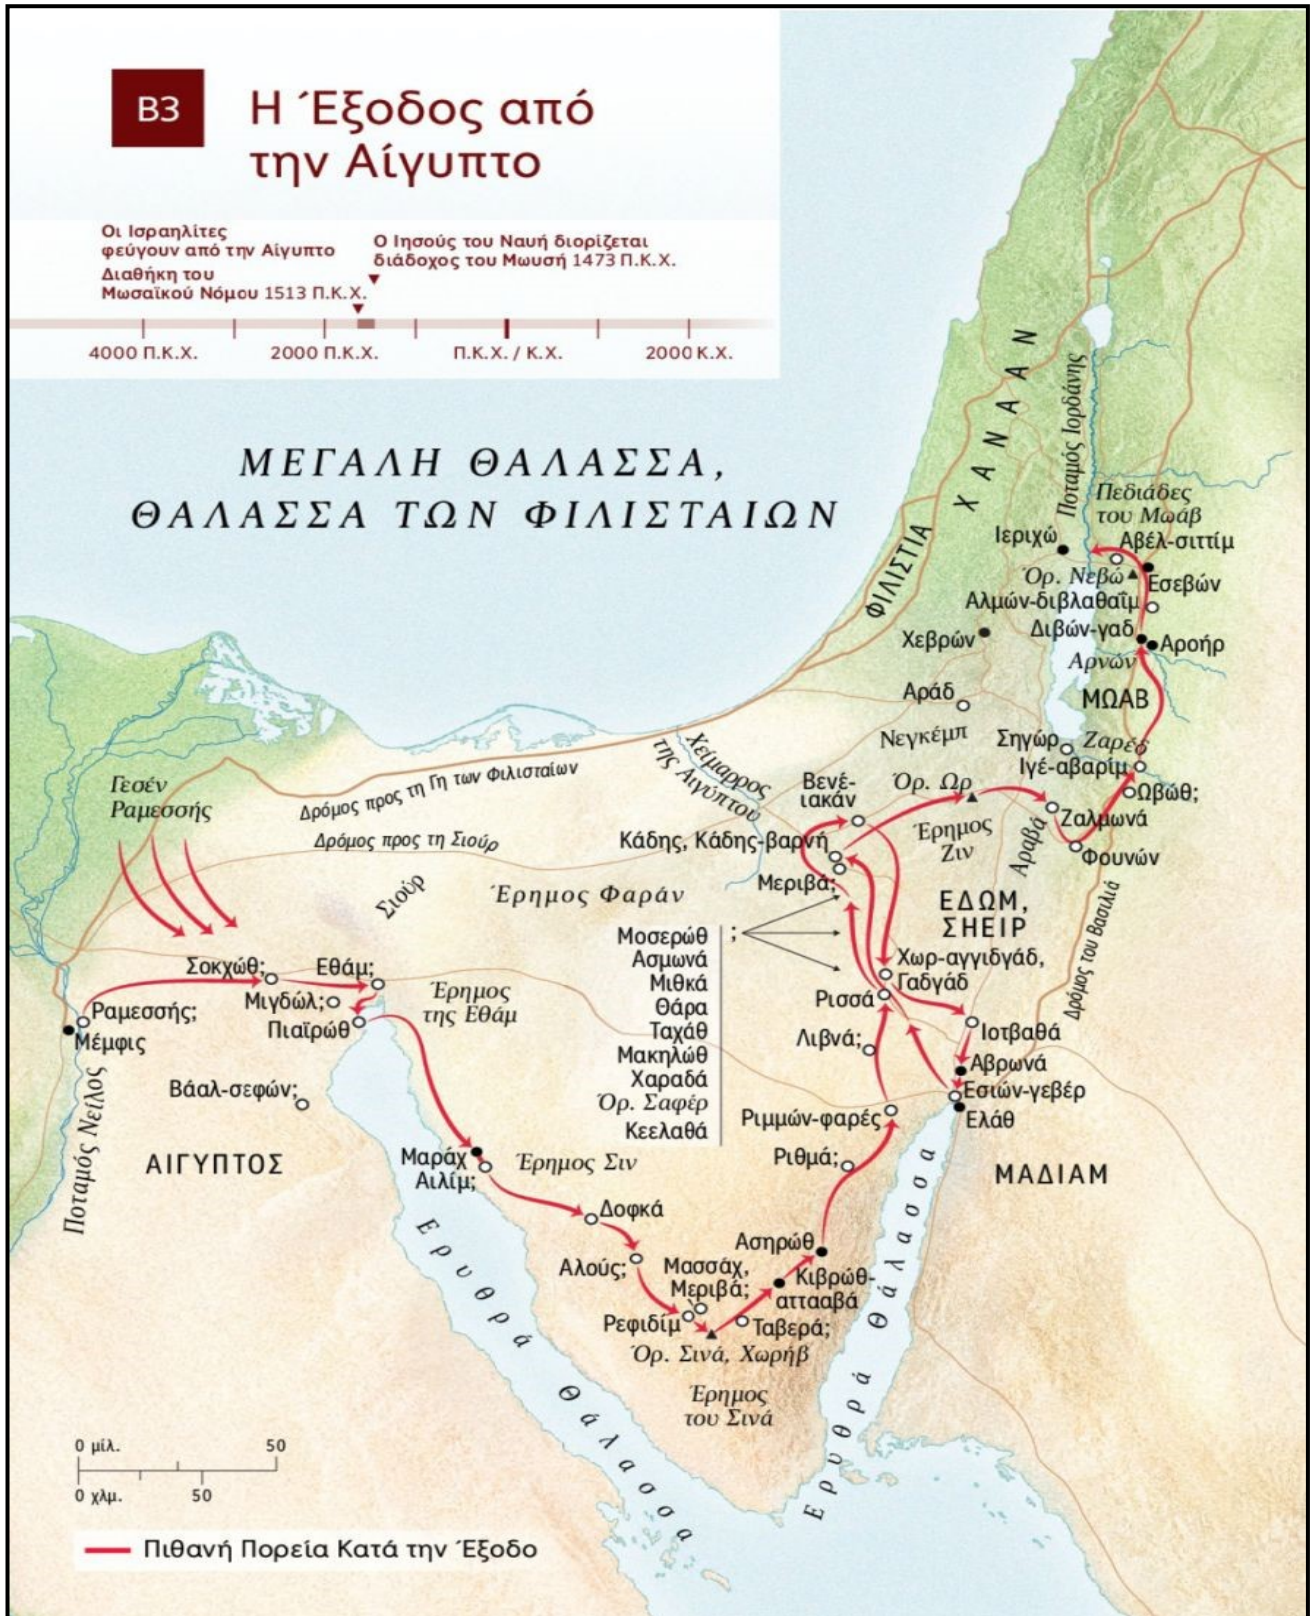 B3
Η Έξοδος από
την Αίγυπτο
Οι Ισραηλίτες
φεύγουν από την Αίγυπτο
Διαθήκη του
Μωσαϊκού Νόμου 1513 Π.Κ.Χ.
Ο Ιησούς του Ναυή διορίζεται
διάδοχος του Μωυσή 1473 Π.Κ.Χ.
4000 Π.Κ.Χ.
2000 Π.Κ.Χ.
Π.Κ.Χ. / Κ.Χ.
2000 Κ.Χ.
ΜΕΓΑΛΗ ΘΑΛΑΣΣΑ,
ΘΑΛΑΣΣΑ ΤΩΝ ΦΙΛΙΣΤΑΙΩΝ
ΧΑΝΑΑΝ
Ποταμός Ιορδάνης
ΦΙΛΙΣΤΙΑ
Πεδιάδες
του Μωάβ
Ιεριχώ
Αβέλ-σιττίμ
Όρ. Νεβώ
Εσεβών
Αλμών-διβλαθαΐμ
Χεβρών
Διβών-γαδ
Αροήρ
Αρνών
Αράδ
ΜΩΑΒ
Νεγκέμπ
Σηγώρ
Ζαρέδ
Ιγέ-αβαρίμ
Ωβώθ;
Χείμαρρος
της Αιγύπτου
Βενέ-
ιακάν
Όρ. Ωρ
Ζαλμωνά
Γεσέν
Ραμεσσής
Δρόμος προς τη Γη των Φιλισταίων
Δρόμος προς τη Σιούρ
Κάδης, Κάδης-βαρνή
Έρημος
Ζιν
Αραβά
Φουνών
Μεριβά;
Σιούρ
Έρημος Φαράν
ΕΔΩΜ,
ΣΗΕΙΡ
Δρόμος του Βασιλιά
Μοσερώθ ;
Ασμωνά
Μιθκά
Θάρα
Ταχάθ
Μακηλώθ
Χαραδά
Όρ. Σαφέρ
Κεελαθά
Χωρ-αγγιδγάδ,
Γαδγάδ
Σοκχώθ;
Εθάμ;
Μιγδώλ;
Έρημος
της Εθάμ
Ρισσά
Ραμεσσής;
Πιαϊρώθ
Μέμφις
Λιβνά;
Ιοτβαθά
Αβρωνά
Βάαλ-σεφών;
Εσιών-γεβέρ
Ελάθ
Ριμμών-φαρές
Ποταμός Νείλος
ΑΙΓΥΠΤΟΣ
Μαράχ
Αιλίμ;
Έρημος Σιν
Ριθμά;
ΜΑΔΙΑΜ
Δοφκά
Ερυθρά Θάλασσα
Ασηρώθ
Αλούς;
Μασσάχ,
Μεριβά;
Κιβρώθ-
αττααβά
Ρεφιδίμ
Ταβερά;
Όρ. Σινά, Χωρήβ
Έρημος
του Σινά
Ερυθρά Θάλασσα
0 μίλ.
50
0 χλμ.
50
Πιθανή Πορεία Κατά την Έξοδο